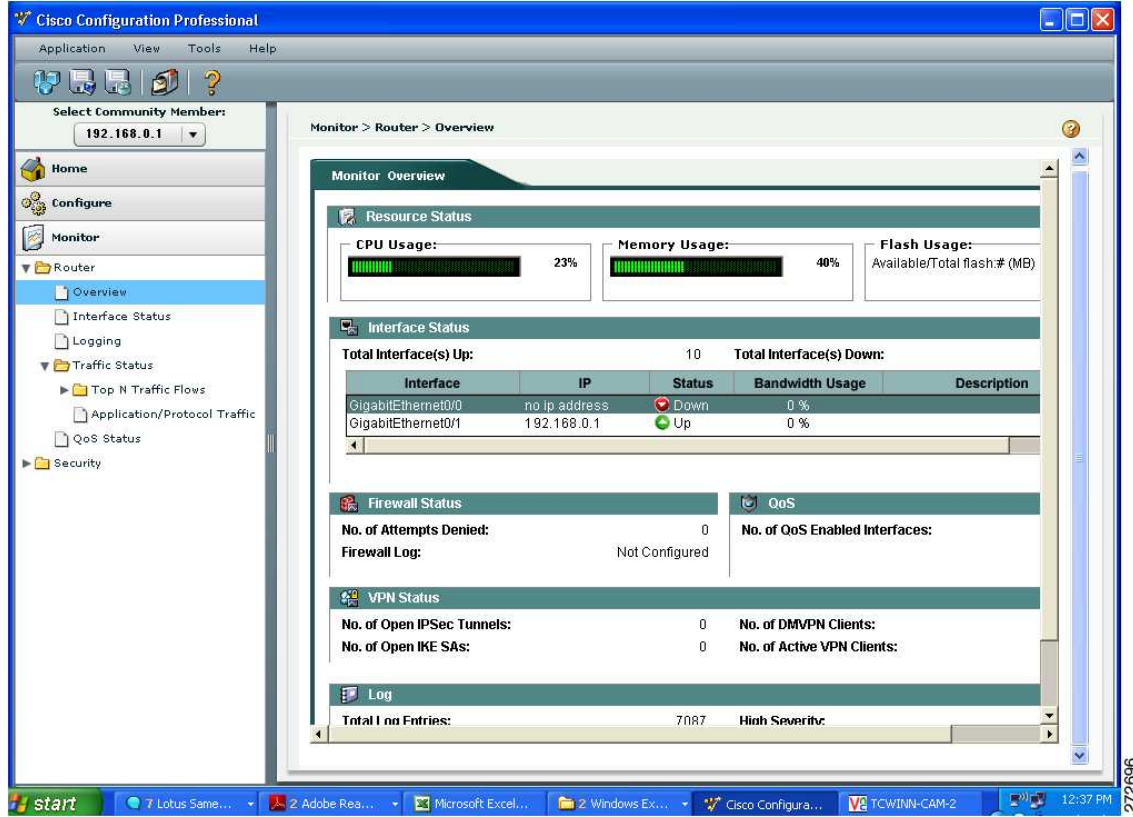 Cisco Configuration Professional
Application View Tools Help
Select Community Member:
192.168.0.1
Home
Configure
Monitor
Router
Overview
Interface Status
Logging
Traffic Status
Top N Traffic Flows
Application/Protocol Traffic
QoS Status
Security
Monitor > Router > Overview
Monitor Overview
Resource Status
CPU Usage: 23%
Memory Usage: 40%
Flash Usage:
Available/Total flash:# (MB)
Interface Status
Total Interface(s) Up: 10 Total Interface(s) Down:
Interface IP Status Bandwidth Usage Description
GigabitEthernet0/0 no ip address Down 0 %
GigabitEthernet0/1 192.168.0.1 Up 0 %
Firewall Status
No. of Attempts Denied: 0
Firewall Log: Not Configured
QoS
No. of QoS Enabled Interfaces:
VPN Status
No. of Open IPSec Tunnels: 0 No. of DMVPN Clients:
No. of Open IKE SAs: 0 No. of Active VPN Clients:
Log
Total Log Entries: 7087 High Severity:
start 7 Lotus Same... 2 Adobe Rea... Microsoft Excel... 2 Windows Ex... Cisco Configura... TCWINN-CAM-2 12:37 PM
272696